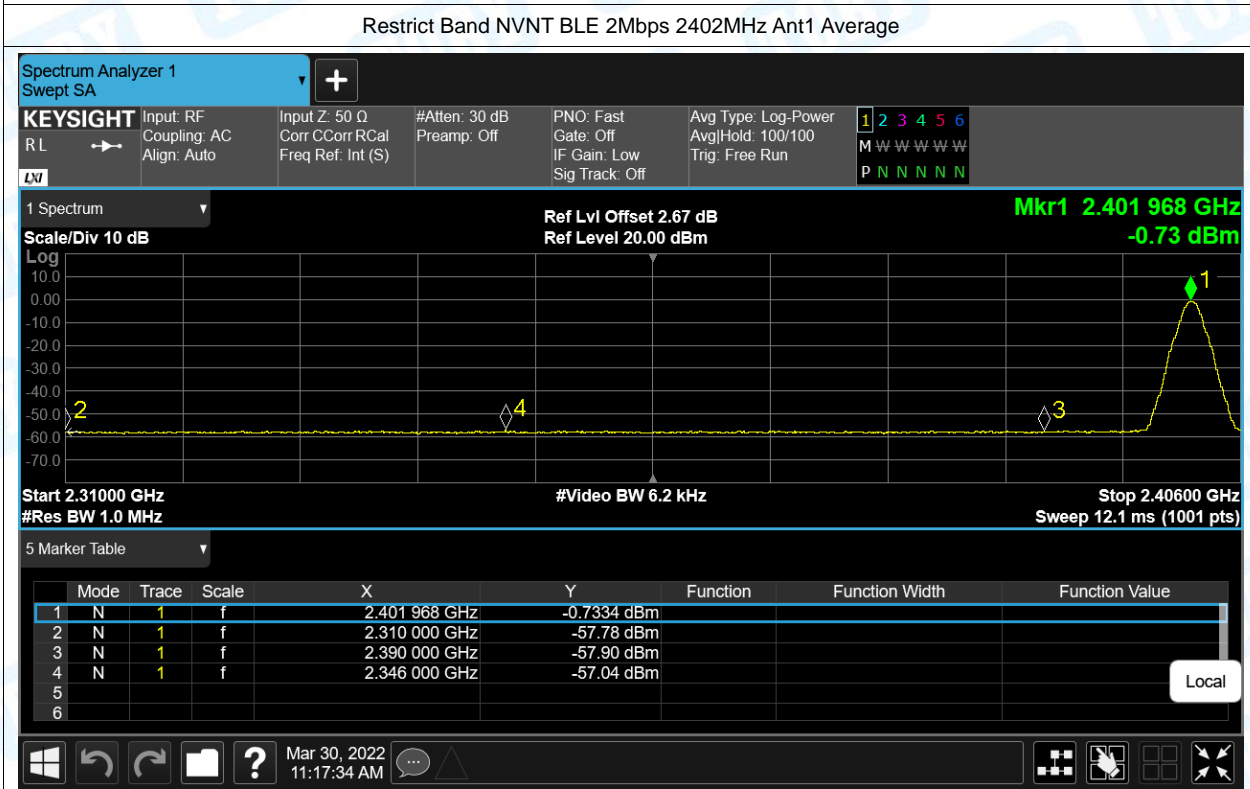 Restrict Band NVNT BLE 2Mbps 2402MHz Ant1 Average
Spectrum Analyzer 1
Swept SA
KEYSIGHT
RL
LXI
Input: RF
Coupling: AC
Align: Auto
Input Z: 50 Ω
Corr CCorr RCal
Freq Ref: Int (S)
#Atten: 30 dB
Preamp: Off
PNO: Fast
Gate: Off
IF Gain: Low
Sig Track: Off
Avg Type: Log-Power
Avg|Hold: 100/100
Trig: Free Run
1 2 3 4 5 6
M W W W W W
P N N N N N
1 Spectrum
Scale/Div 10 dB
Ref Lvl Offset 2.67 dB
Ref Level 20.00 dBm
Mkr1 2.401 968 GHz
-0.73 dBm
Log
10.0
0.00
-10.0
-20.0
-30.0
-40.0
-50.0
-60.0
-70.0
1
2
4
3
Start 2.31000 GHz
#Res BW 1.0 MHz
#Video BW 6.2 kHz
Stop 2.40600 GHz
Sweep 12.1 ms (1001 pts)
5 Marker Table
Mode Trace Scale X Y Function Function Width Function Value
1 N 1 f 2.401 968 GHz -0.7334 dBm
2 N 1 f 2.310 000 GHz -57.78 dBm
3 N 1 f 2.390 000 GHz -57.90 dBm
4 N 1 f 2.346 000 GHz -57.04 dBm
5
6
Local
?
Mar 30, 2022
11:17:34 AM